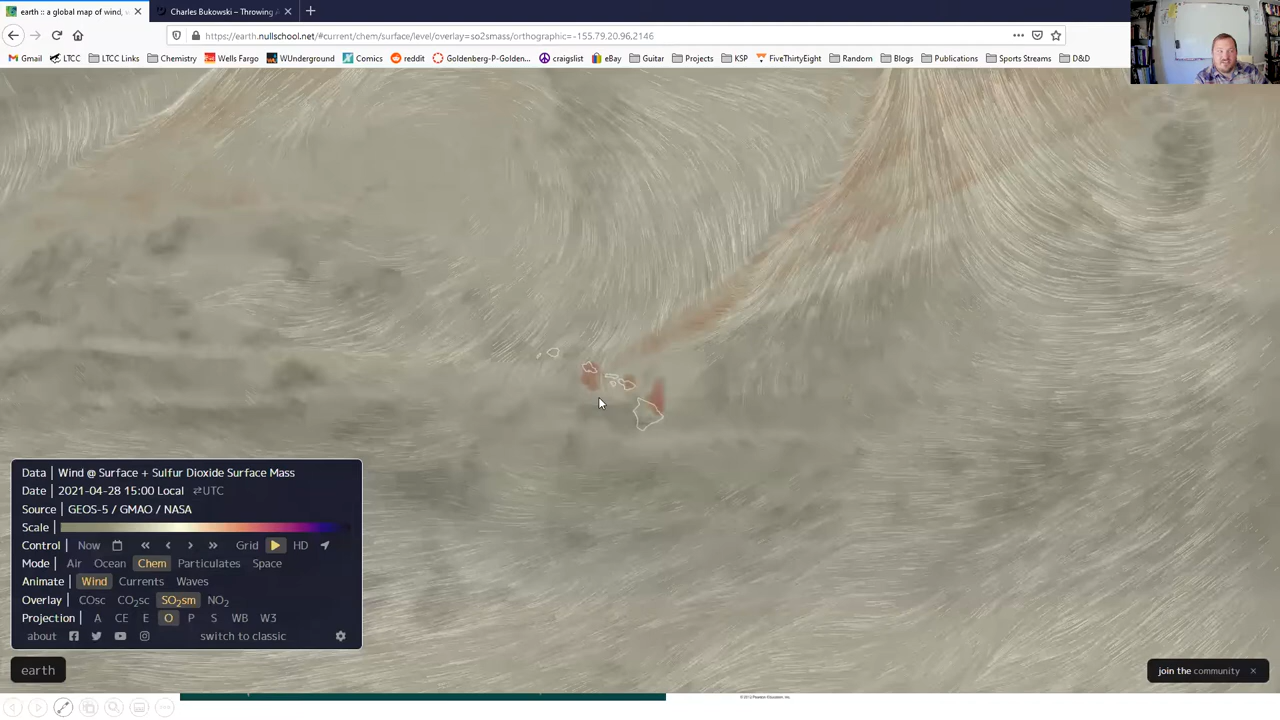 earth :: a global map of wind, w
Charles Bukowski – Throwing A
https://earth.nullschool.net/#current/chem/surface/level/overlay=so2smass/orthographic=-155.79,20.96,2146
Gmail LTCC LTCC Links Chemistry Wells Fargo WUnderground Comics reddit Goldenberg-P-Golden... craigslist eBay Guitar Projects KSP FiveThirtyEight Random Blogs Publications Sports Streams D&D
Data | Wind @ Surface + Sulfur Dioxide Surface Mass
Date | 2021-04-28 15:00 Local ⇄UTC
Source | GEOS-5 / GMAO / NASA
Scale |
Control | Now « ‹ › » Grid HD
Mode | Air Ocean Chem Particulates Space
Animate | Wind Currents Waves
Overlay | COsc CO₂sc SO₂sm NO₂
Projection | A CE E O P S WB W3
about switch to classic
earth
join the community ×
© 2012 Pearson Education, Inc.